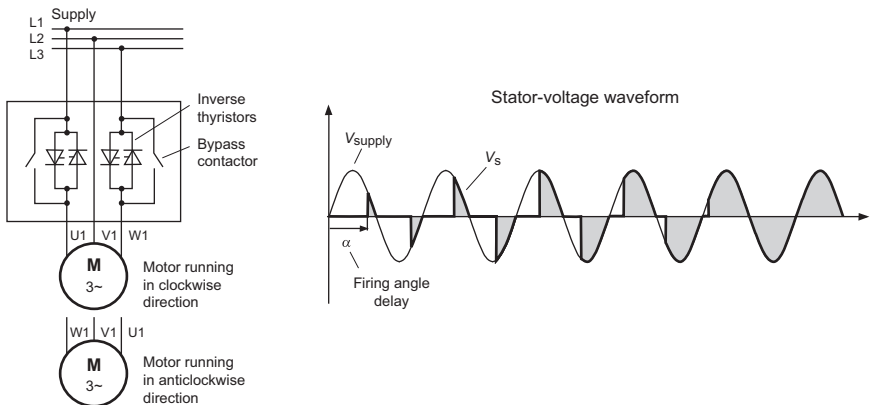 Supply
L1
L2
L3
Inverse
thyristors
Bypass
contactor
U1 V1 W1
M
3~
Motor running
in clockwise
direction
W1 V1 U1
M
3~
Motor running
in anticlockwise
direction
Stator-voltage waveform
Vsupply
Vs
α
Firing angle
delay